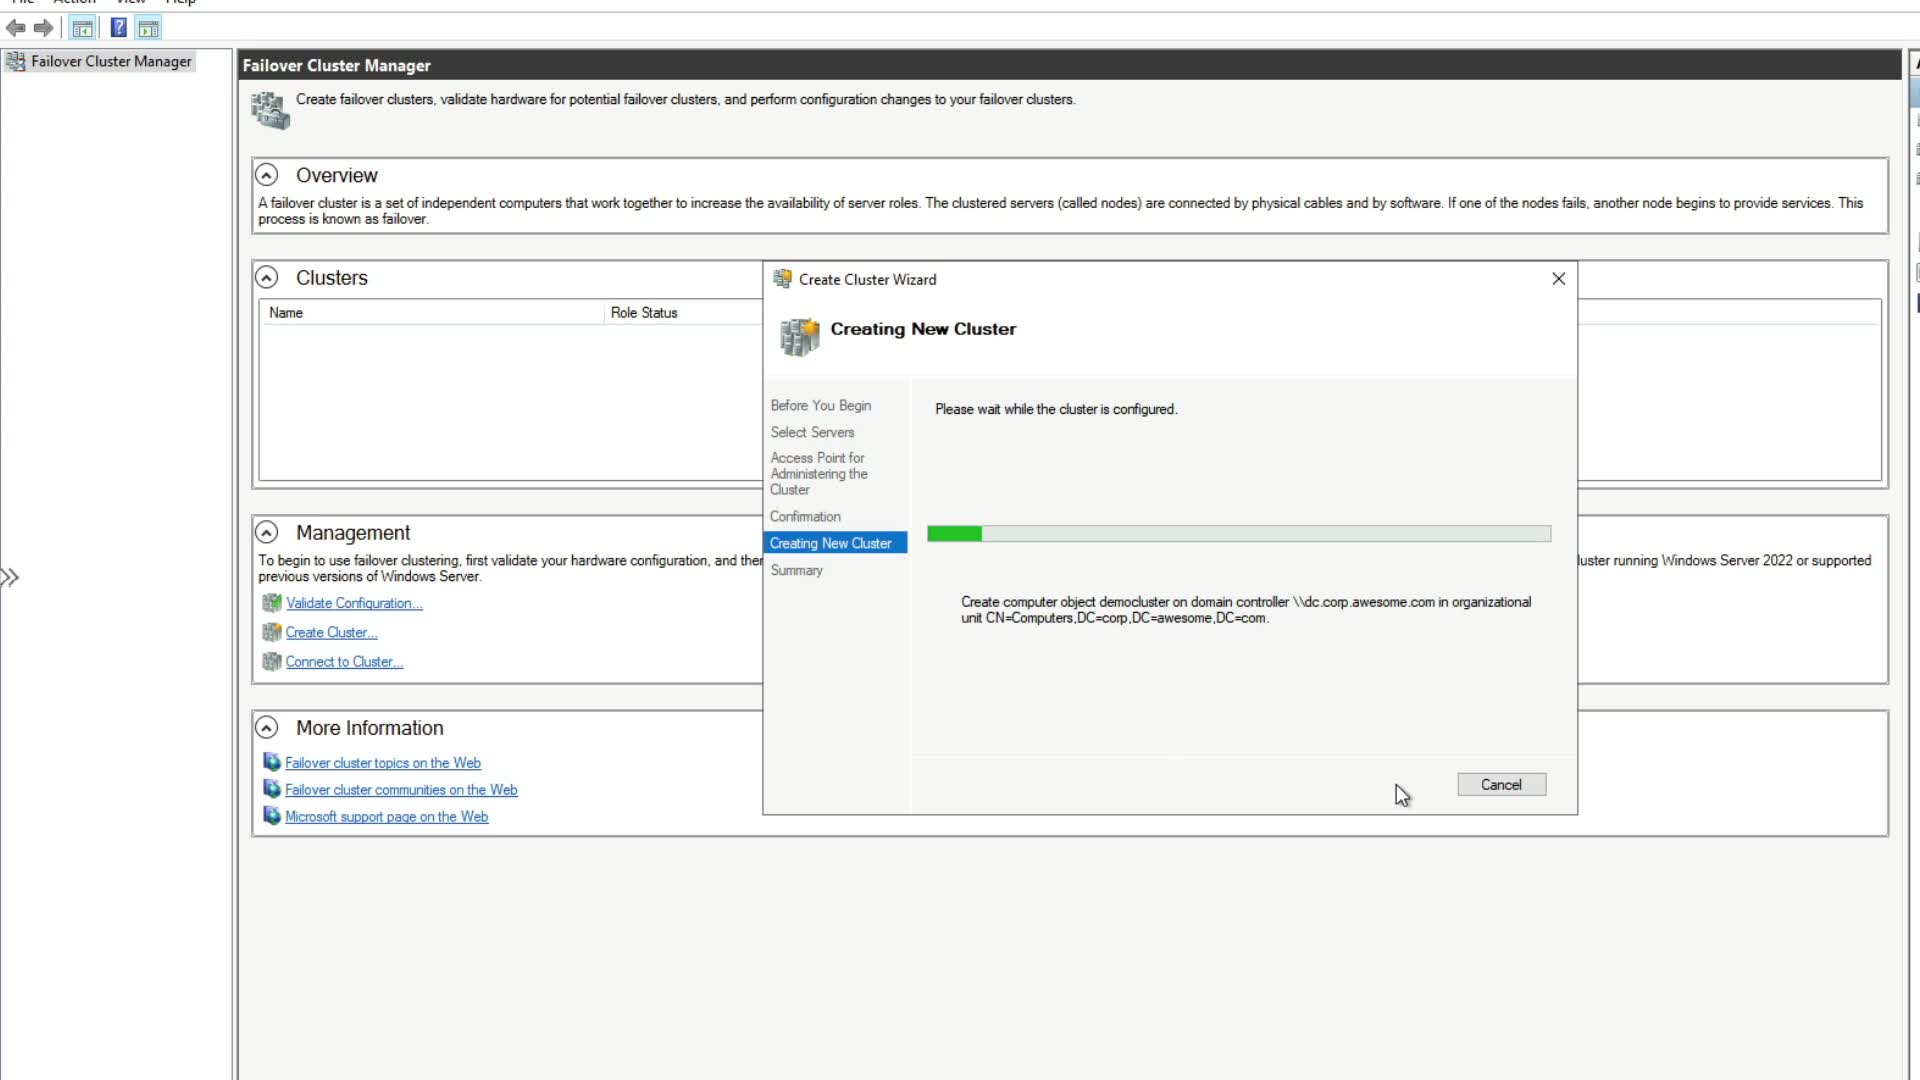 Failover Cluster Manager
Failover Cluster Manager
Create failover clusters, validate hardware for potential failover clusters, and perform configuration changes to your failover clusters.
Overview
A failover cluster is a set of independent computers that work together to increase the availability of server roles. The clustered servers (called nodes) are connected by physical cables and by software. If one of the nodes fails, another node begins to provide services. This
process is known as failover.
Clusters
Name Role Status
Management
To begin to use failover clustering, first validate your hardware configuration, and
running Windows Server 2022 or supported
previous versions of Windows Server.
Validate Configuration...
Create Cluster...
Connect to Cluster...
More Information
Failover cluster topics on the Web
Failover cluster communities on the Web
Microsoft support page on the Web
Create Cluster Wizard
Creating New Cluster
Before You Begin
Select Servers
Access Point for
Administering the
Cluster
Confirmation
Creating New Cluster
Summary
Please wait while the cluster is configured.
Create computer object democluster on domain controller \\dc.corp.awesome.com in organizational
unit CN=Computers,DC=corp,DC=awesome,DC=com.
Cancel